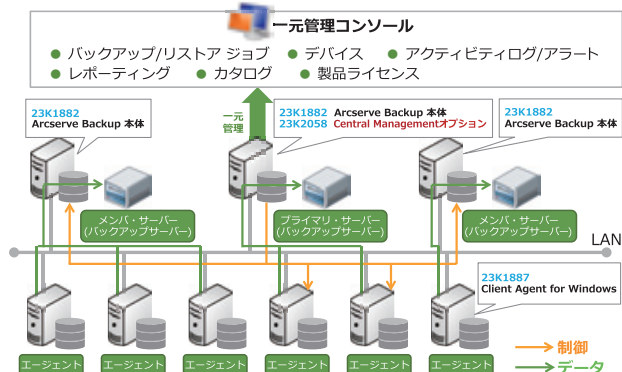 一元管理コンソール
● バックアップ/リストア ジョブ ● デバイス ● アクティビティログ/アラート
● レポーティング ● カタログ ● 製品ライセンス
23K1882
Arcserve Backup 本体
一元
管理
23K1882 Arcserve Backup 本体
23K2058 Central Managementオプション
23K1882
Arcserve Backup 本体
メンバ・サーバー
(バックアップサーバー)
プライマリ・サーバー
(バックアップサーバー)
メンバ・サーバー
(バックアップサーバー)
LAN
23K1887
Client Agent for Windows
制御
データ
エージェント
エージェント
エージェント
エージェント
エージェント
エージェント